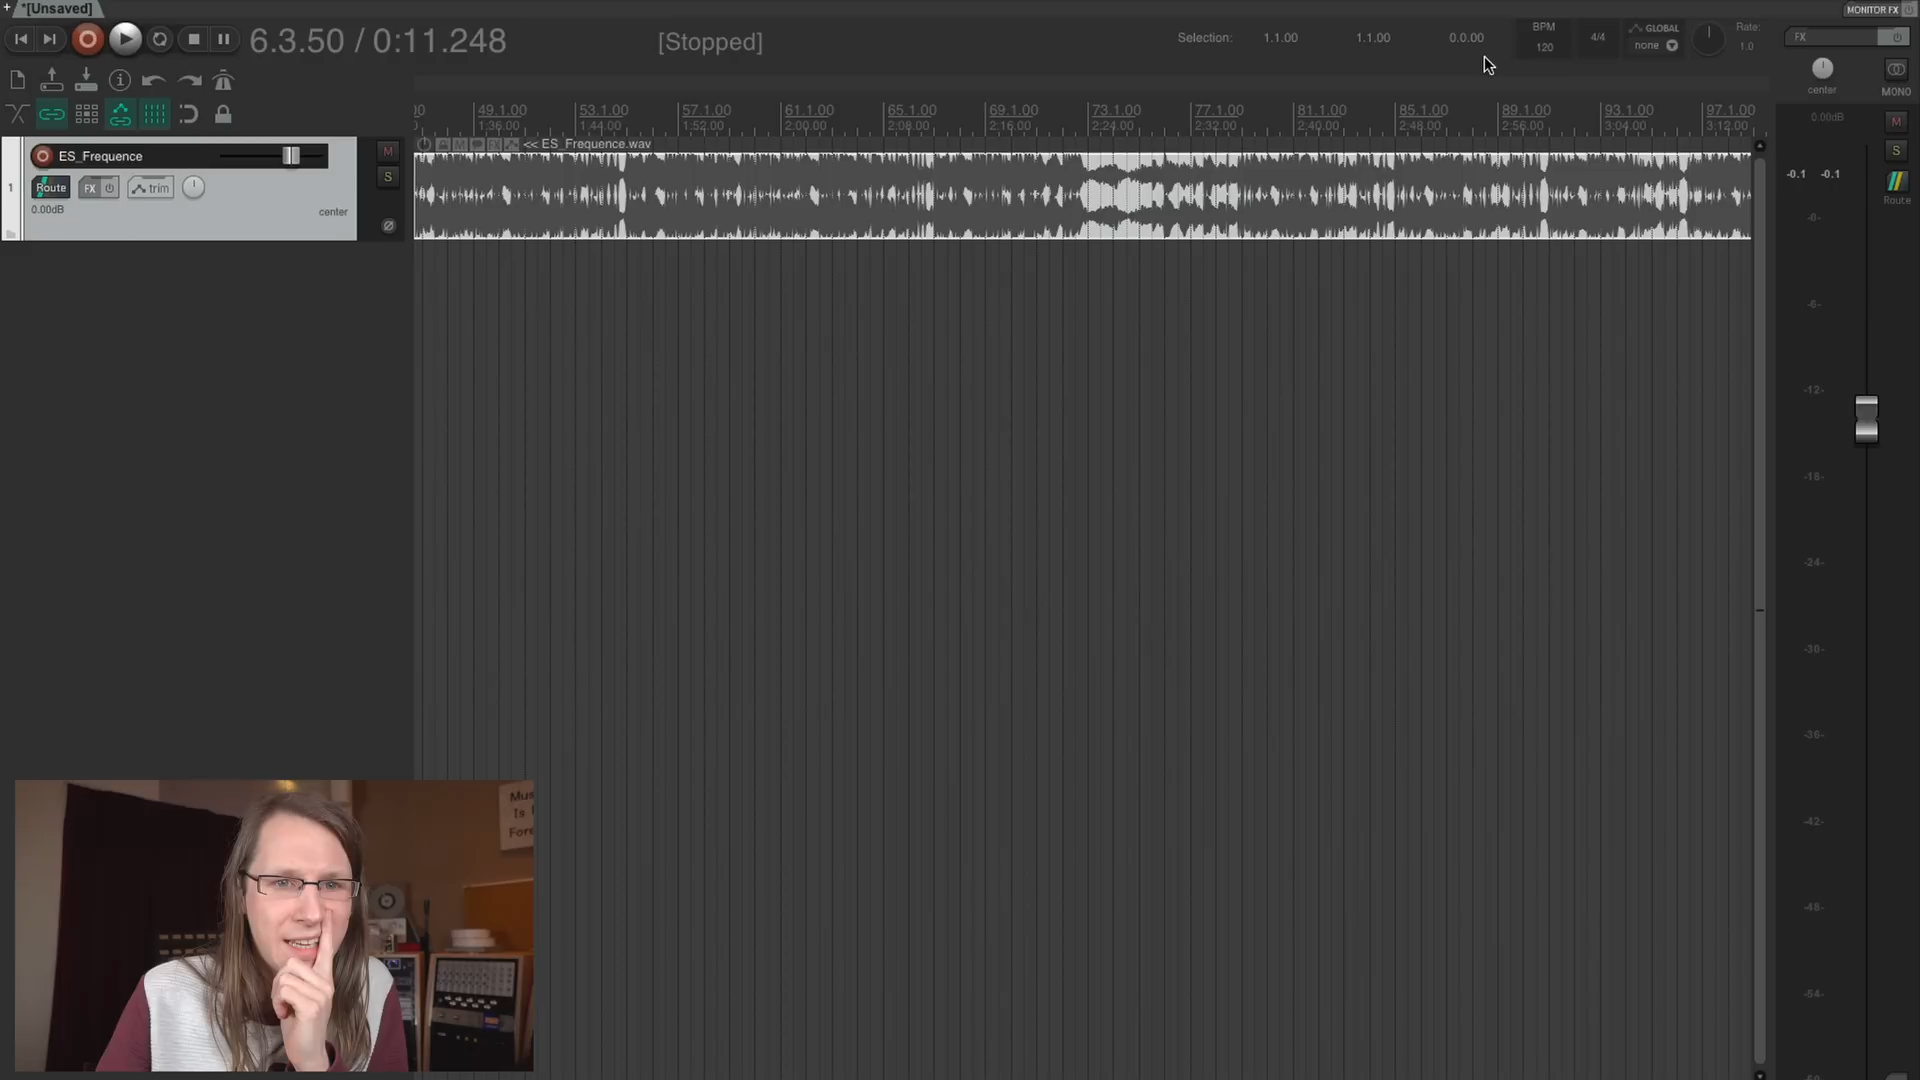 + *[Unsaved]
MONITOR FX
6.3.50 / 0:11.248
[Stopped]
Selection: 1.1.00 1.1.00 0.0.00
BPM
120
4/4
GLOBAL
none
Rate:
1.0
FX
center
MONO
49.1.00 53.1.00 57.1.00 61.1.00 65.1.00 69.1.00 73.1.00 77.1.00 81.1.00 85.1.00 89.1.00 93.1.00 97.1.00
1:36.00 1:44.00 1:52.00 2:00.00 2:08.00 2:16.00 2:24.00 2:32.00 2:40.00 2:48.00 2:56.00 3:04.00 3:12.00
<< ES_Frequence.wav
1
ES_Frequence
M
S
Route
FX
trim
0.00dB
center
0.00dB
M
S
-0.1 -0.1
Route
-0-
-6-
-12-
-18-
-24-
-30-
-36-
-42-
-48-
-54-
Mus
Is
Fore